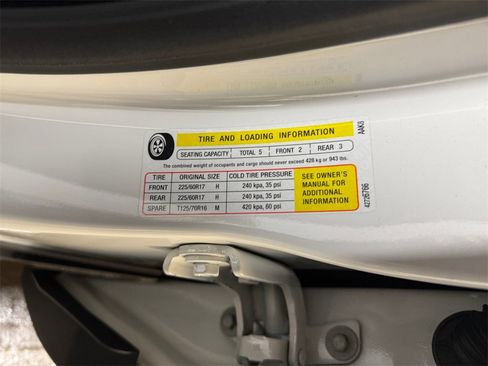 TIRE AND LOADING INFORMATION
SEATING CAPACITY TOTAL 5 FRONT 2 REAR 3
The combined weight of occupants and cargo should never exceed 428 kg or 943 lbs.
TIRE ORIGINAL SIZE COLD TIRE PRESSURE
FRONT 225/60R17 H 240 kpa, 35 psi
REAR 225/60R17 H 240 kpa, 35 psi
SPARE T125/70R16 M 420 kpa, 60 psi
SEE OWNER'S
MANUAL FOR
ADDITIONAL
INFORMATION
AAK8
42726766